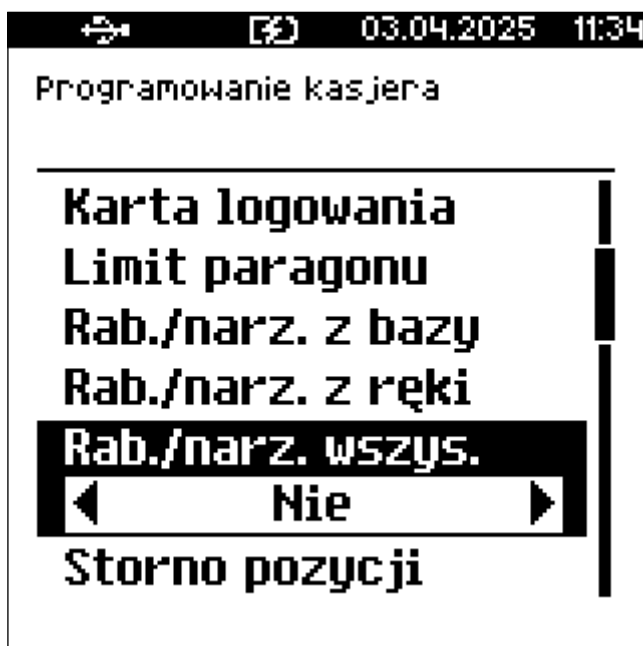 03.04.2025 11:34
Programowanie kasjera
Karta logowania
Limit paragonu
Rab./narz. z bazy
Rab./narz. z ręki
Rab./narz. wszys.
Nie
Storno pozycji